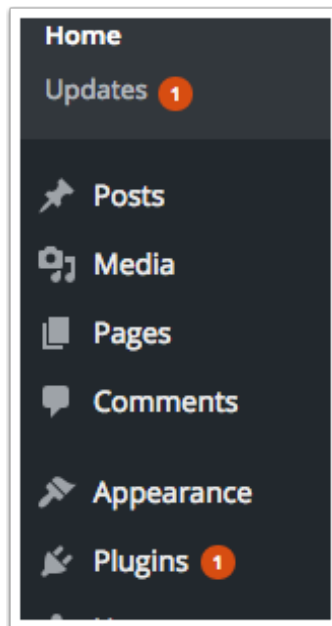 Home
Updates 1
Posts
Media
Pages
Comments
Appearance
Plugins 1